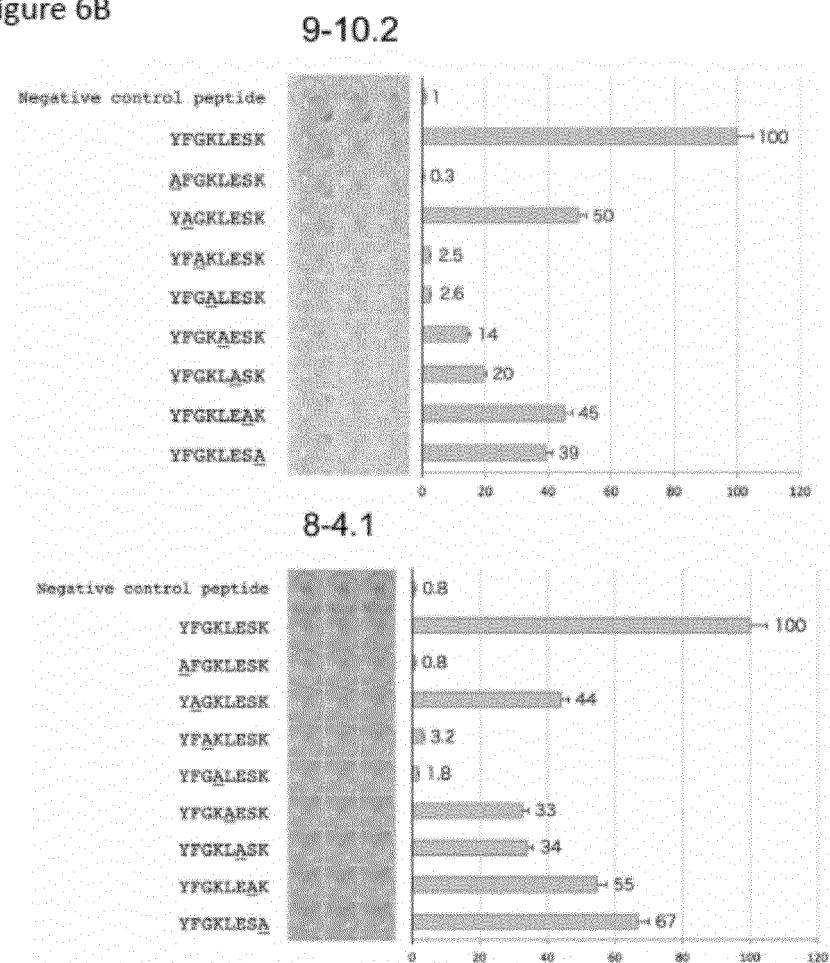 igure 6B
9-10.2
Negative control peptide 1
YFGKLESK 100
AFGKLESK 0.3
YAGKLESK 50
YFAKLESK 2.5
YFGALESK 2.6
YFGKAESK 14
YFGKLASK 20
YFGKLEAK 45
YFGKLESA 39
0 20 40 60 80 100 120
8-4.1
Negative control peptide 0.8
YFGKLESK 100
AFGKLESK 0.8
YAGKLESK 44
YFAKLESK 3.2
YFGALESK 1.8
YFGKAESK 33
YFGKLASK 34
YFGKLEAK 55
YFGKLESA 67
0 20 40 60 80 100 120